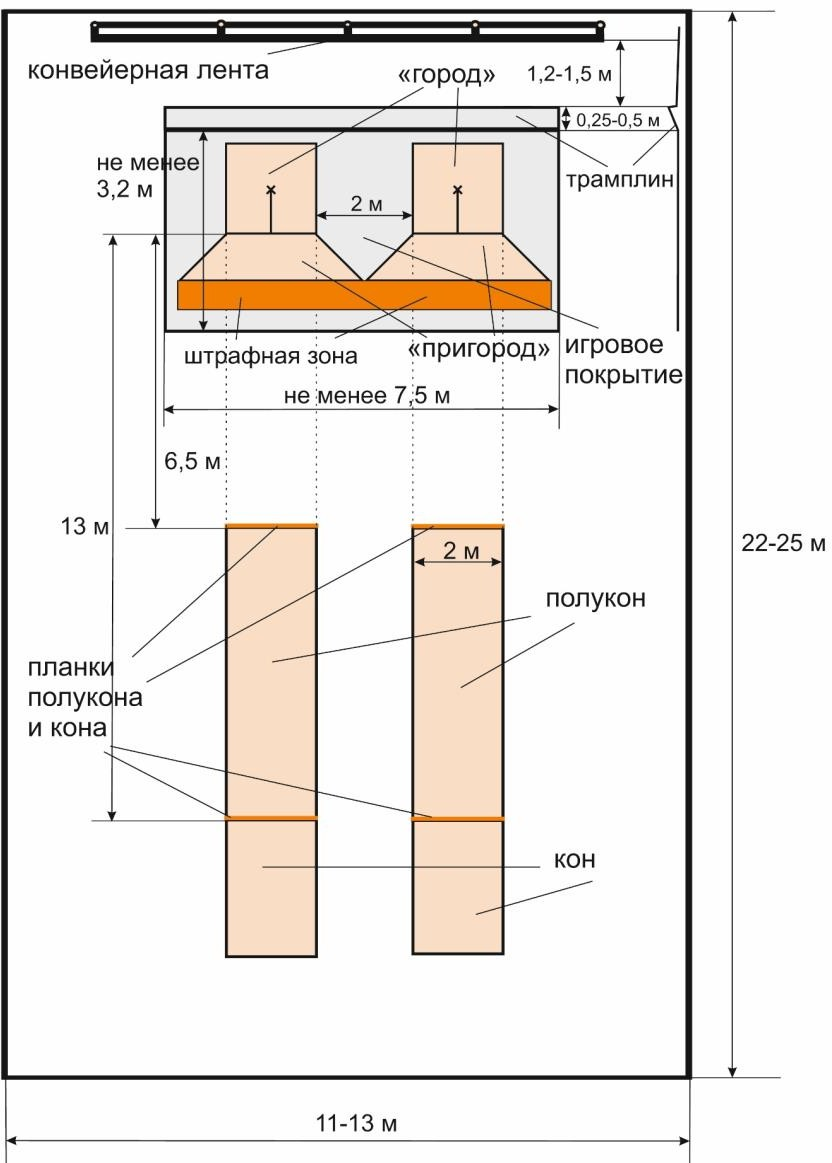 конвейерная лента
«город»
1,2-1,5 м
0,25-0,5 м
не менее
3,2 м
трамплин
2 м
штрафная зона
«пригород»
игровое
покрытие
не менее 7,5 м
6,5 м
13 м
22-25 м
2 м
полукон
планки
полукона
и кона
кон
11-13 м